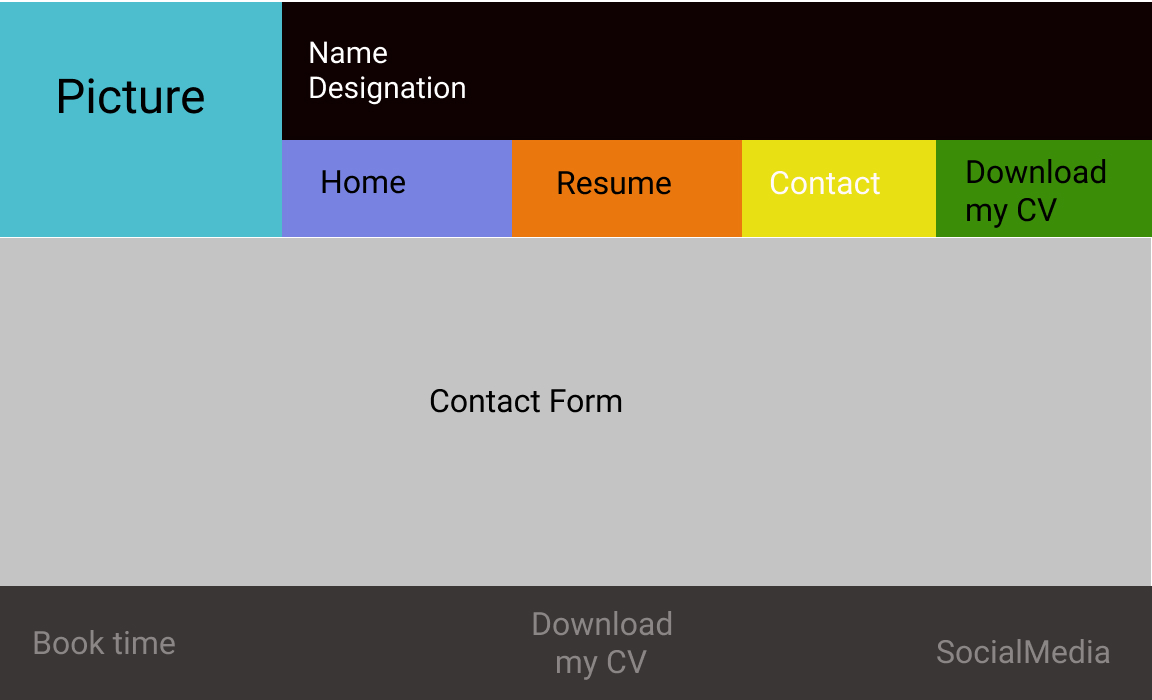 Picture
Name
Designation
Home
Resume
Contact
Download
my CV
Contact Form
Book time
Download
my CV
SocialMedia